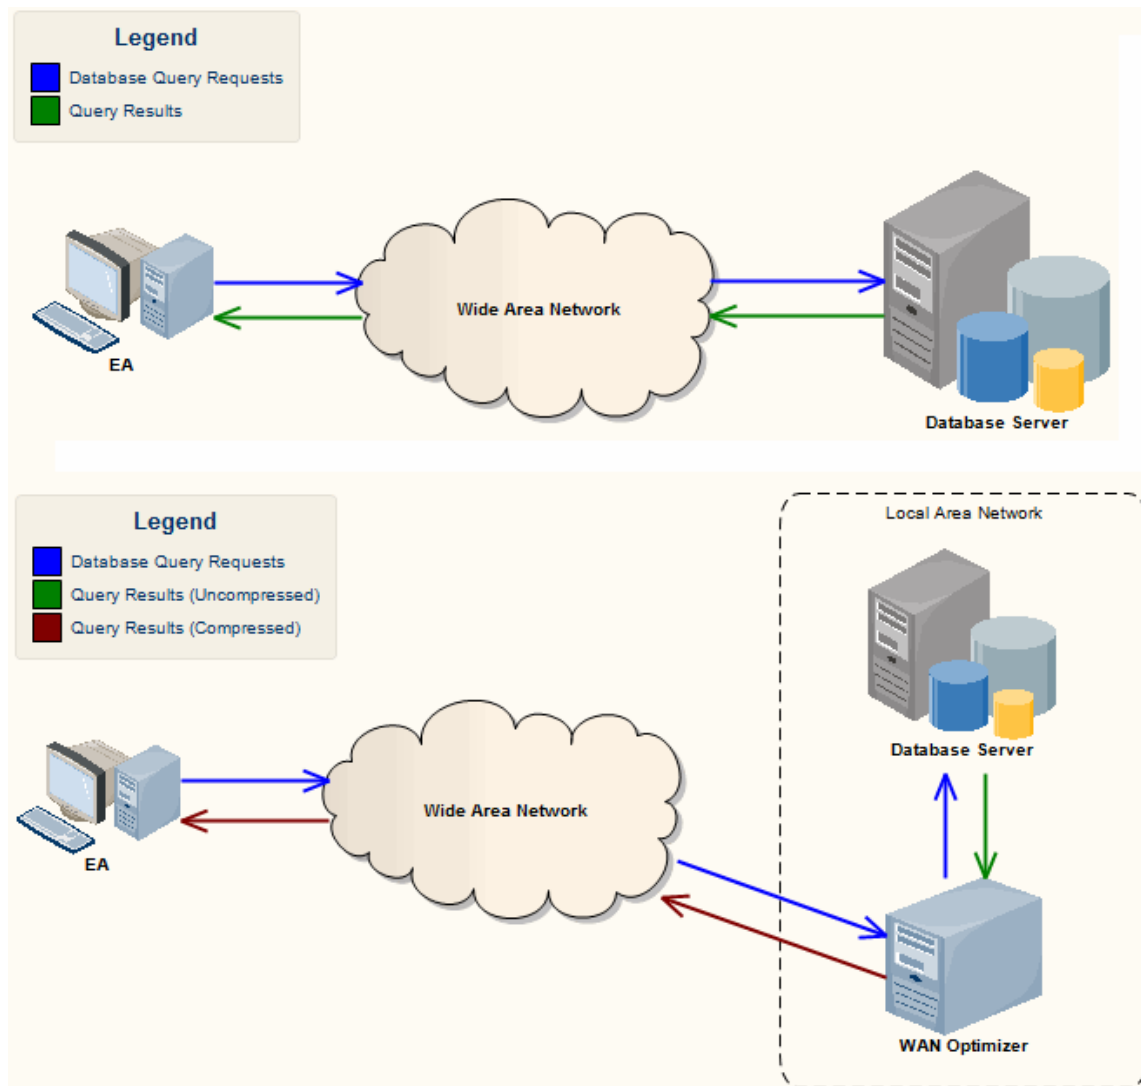 Legend
Database Query Requests
Query Results
Wide Area Network
EA
Database Server
Legend
Database Query Requests
Query Results (Uncompressed)
Query Results (Compressed)
Local Area Network
Database Server
Wide Area Network
EA
WAN Optimizer